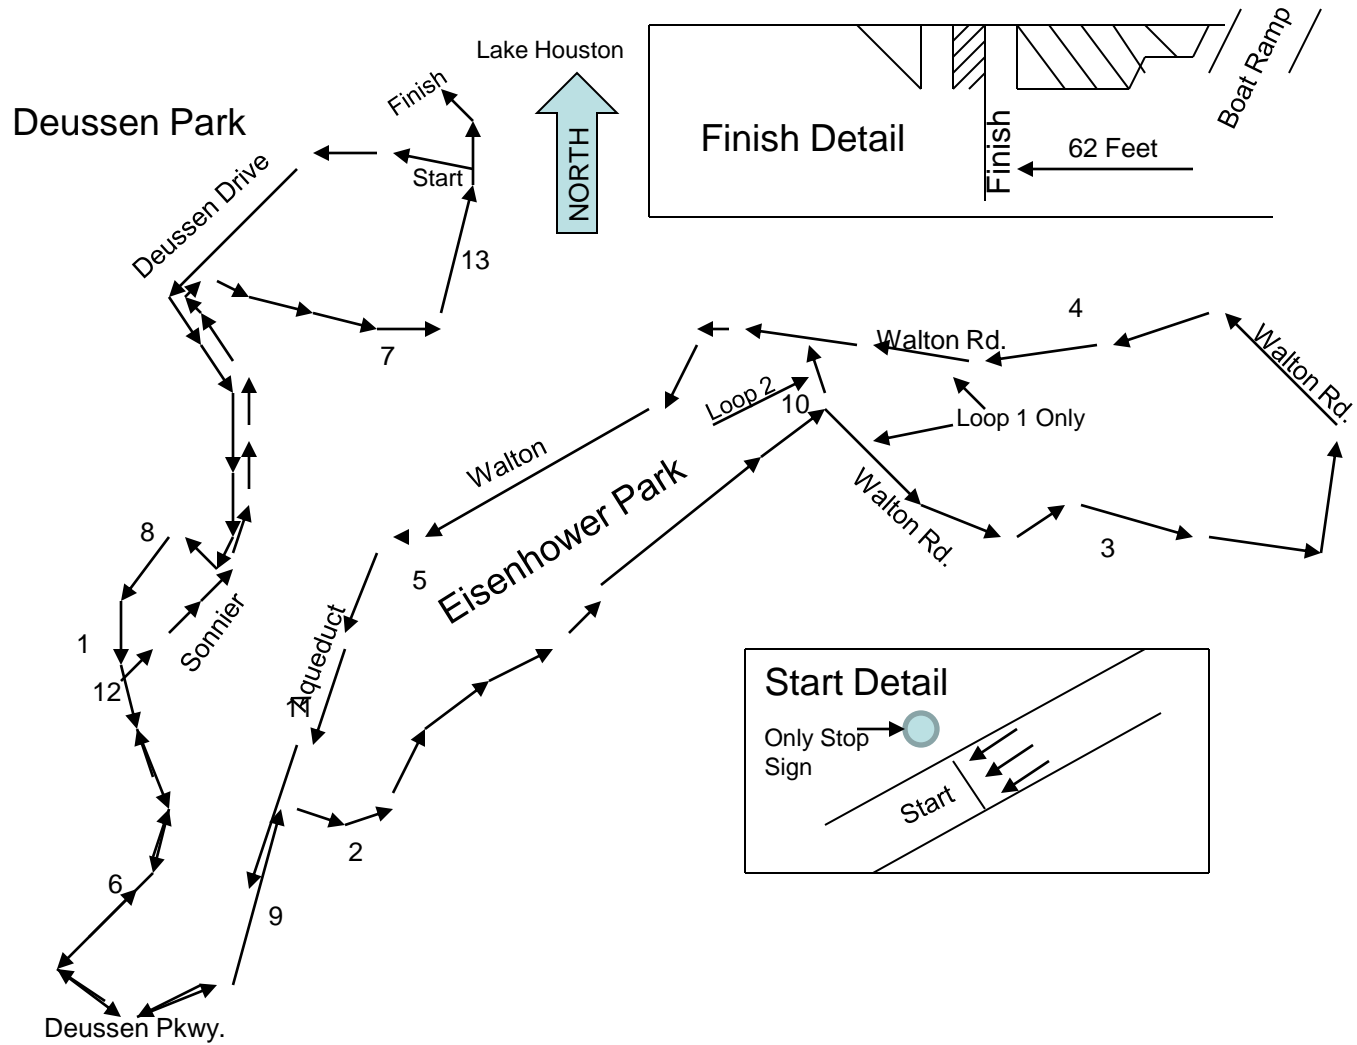 Lake Houston
Deussen Park
Finish
Start
NORTH
Deussen Drive
13
7
Finish Detail
Finish
62 Feet
Boat Ramp
4
Walton Rd.
Walton Rd.
Loop 2
10
Loop 1 Only
Walton
Eisenhower Park
Walton Rd.
3
8
5
1
Sonnier
12
Aqueduct
11
2
6
9
Deussen Pkwy.
Start Detail
Only Stop
Sign
Start